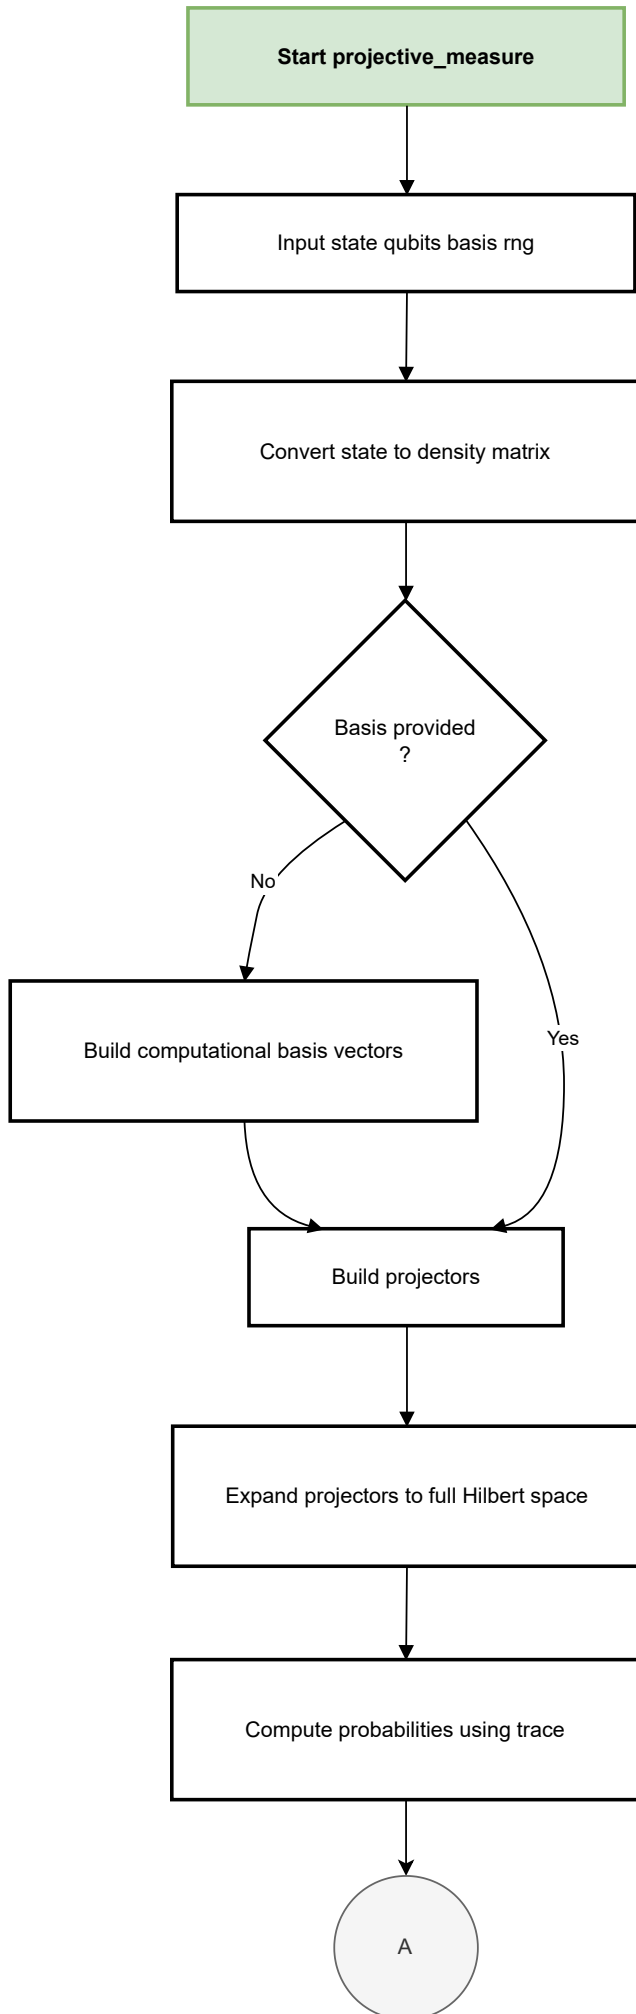 Start projective_measure
Input state qubits basis rng
Convert state to density matrix
Basis provided
?
No
Build computational basis vectors
Yes
Build projectors
Expand projectors to full Hilbert space
Compute probabilities using trace
A